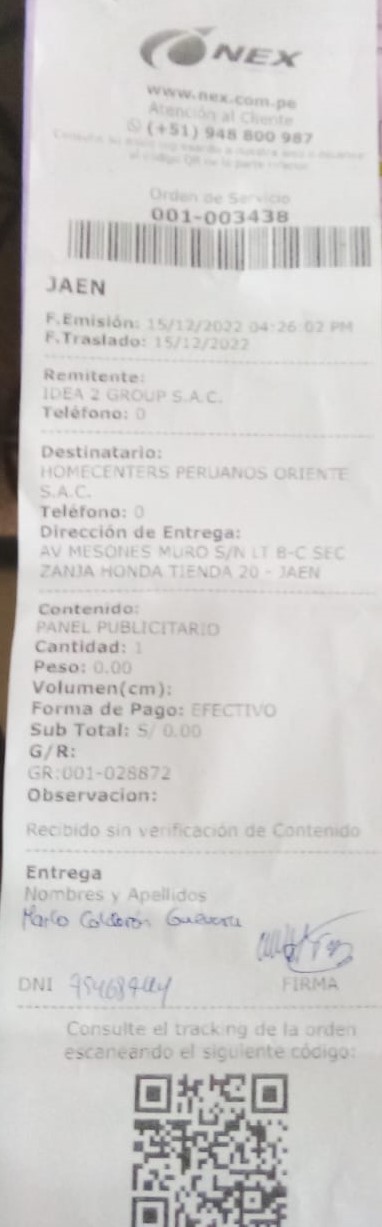 NEX
www.nex.com.pe
Atención al Cliente
(+51) 948 800 987
Orden de Servicio
001-003438
JAEN
F.Emisión: 15/12/2022 04:26:02 PM
F.Traslado: 15/12/2022
Remitente:
IDEA 2 GROUP S.A.C.
Teléfono: 0
Destinatario:
HOMECENTERS PERUANOS ORIENTE
S.A.C.
Teléfono: 0
Dirección de Entrega:
AV MESONES MURO S/N LT B-C SEC
ZANJA HONDA TIENDA 20 - JAEN
Contenido:
PANEL PUBLICITARIO
Cantidad: 1
Peso: 0.00
Volumen(cm):
Forma de Pago: EFECTIVO
Sub Total: S/ 0.00
G/R:
GR:001-028872
Observacion:
Recibido sin verificación de Contenido
Entrega
Nombres y Apellidos
Calderón Guevara
DNI
FIRMA
Consulte el tracking de la orden
escaneando el siguiente código: